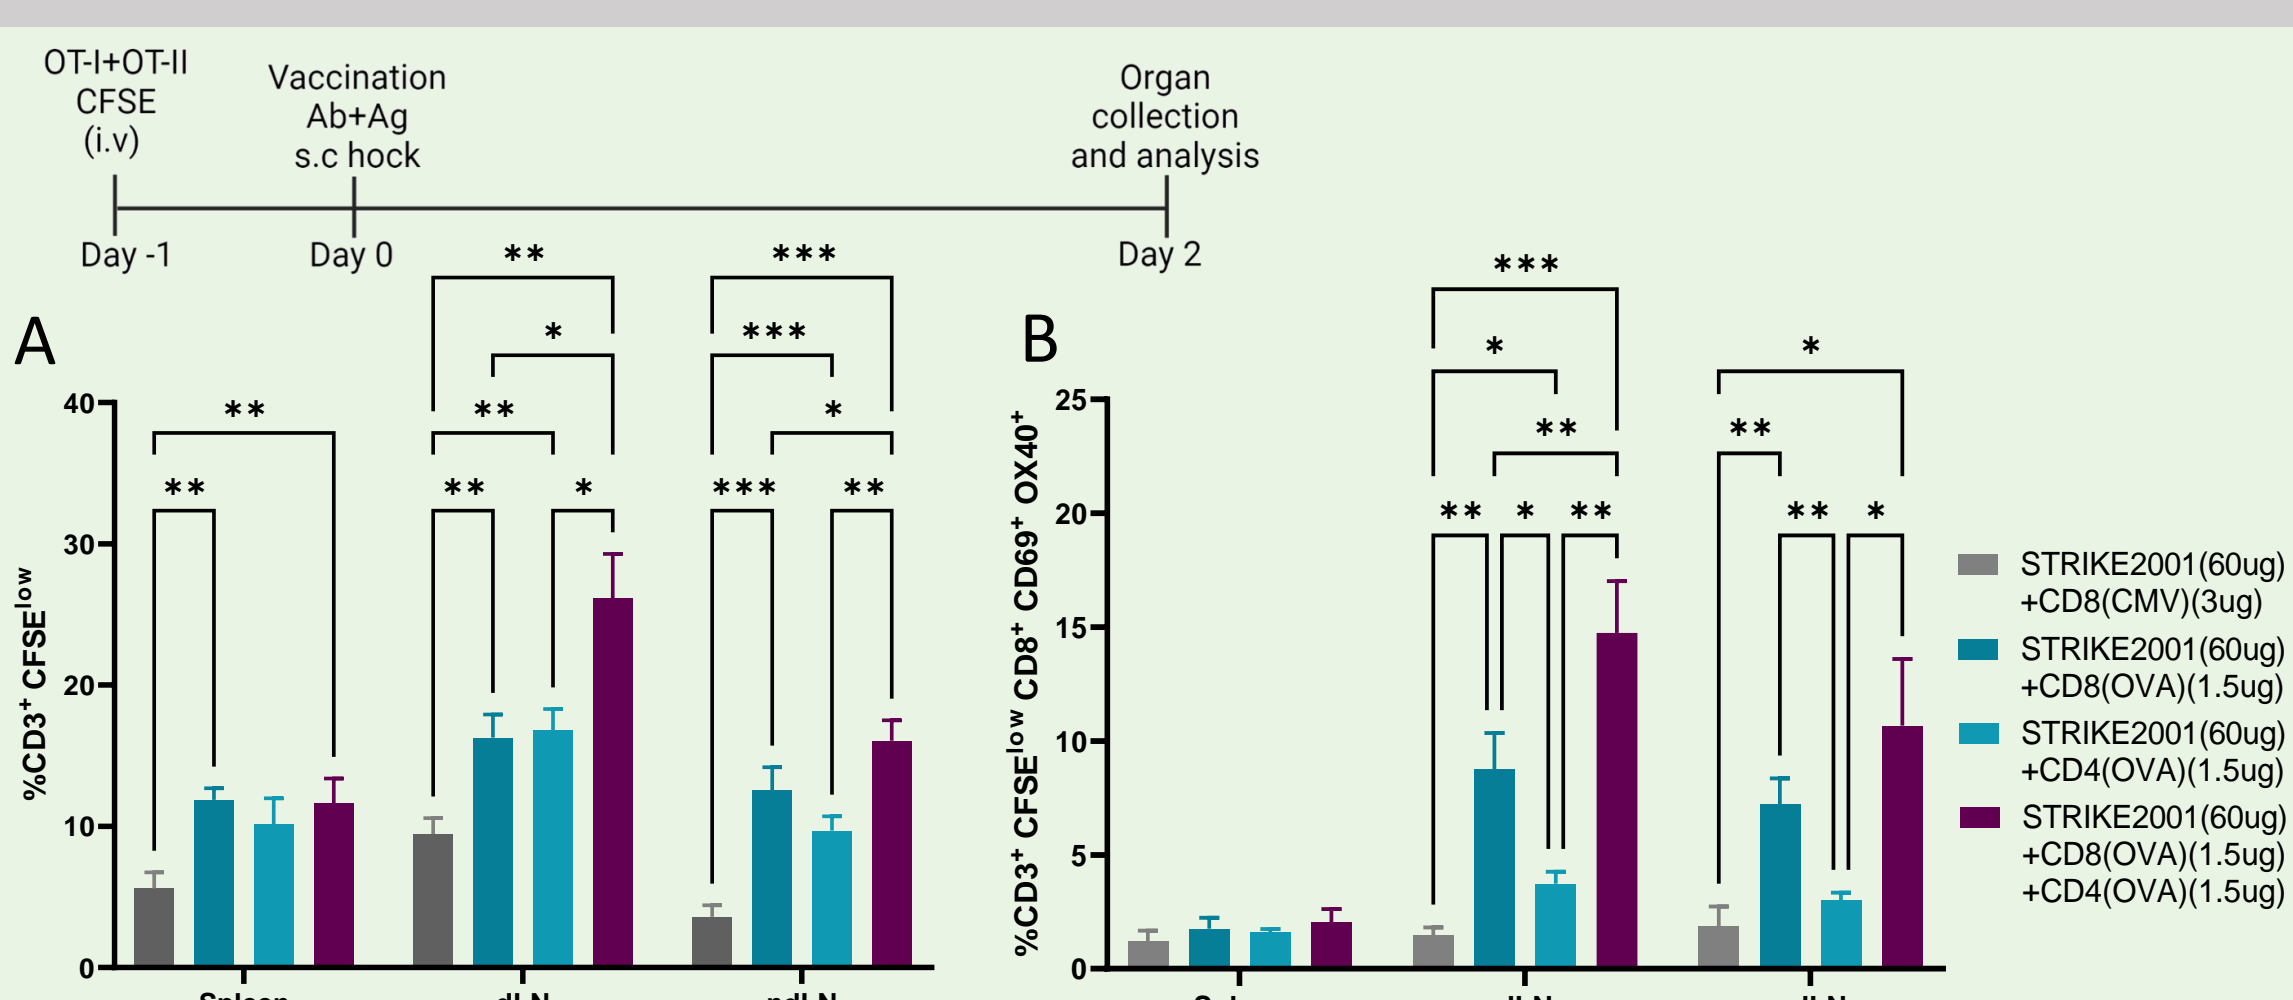 OT-I+OT-II
CFSE
(i.v)
Vaccination
Ab+Ag
s.c hock
Organ
collection
and analysis
Day -1
Day 0
Day 2
A
%CD3⁺ CFSEˡᵒʷ
40
30
20
10
0
**
**
**
*
**
**
*
***
***
*
***
**
Spleen
dLN
ndLN
B
%CD3⁺ CFSEˡᵒʷ CD8⁺ CD69⁺ OX40⁺
25
20
15
10
5
0
***
*
**
**
*
**
*
**
**
*
STRIKE2001(60ug)
+CD8(CMV)(3ug)
STRIKE2001(60ug)
+CD8(OVA)(1.5ug)
STRIKE2001(60ug)
+CD4(OVA)(1.5ug)
STRIKE2001(60ug)
+CD8(OVA)(1.5ug)
+CD4(OVA)(1.5ug)